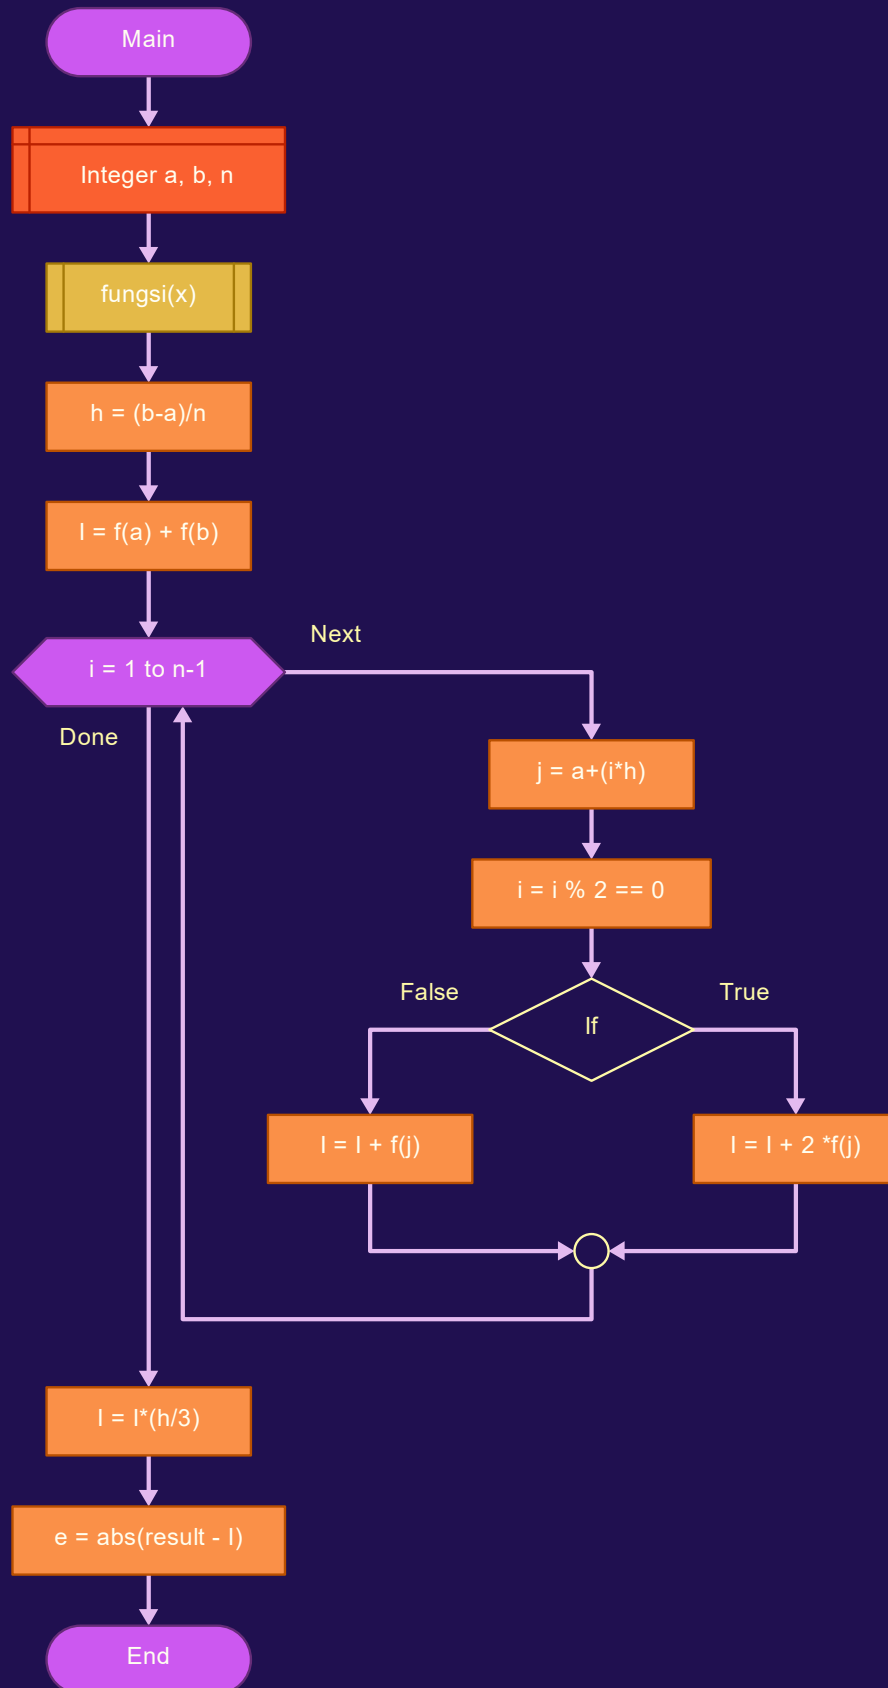 Main
Integer a, b, n
fungsi(x)
h = (b-a)/n
I = f(a) + f(b)
i = 1 to n-1
Next
Done
j = a+(i*h)
i = i % 2 == 0
False
True
If
I = I + f(j)
I = I + 2 *f(j)
I = I*(h/3)
e = abs(result - I)
End